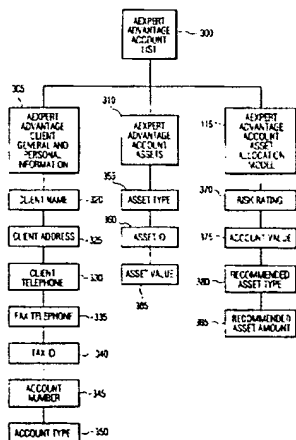 AEXPERT
ADVANTAGE
ACCOUNT
LIST
300
305
AEXPERT
ADVANTAGE
CLIENT
GENERAL
AND
PERSONAL
INFORMATION
CLIENT NAME
320
CLIENT ADDRESS
325
CLIENT
TELEPHONE
330
FAX TELEPHONE
335
TAX ID
340
ACCOUNT
NUMBER
345
ACCOUNT TYPE
350
310
AEXPERT
ADVANTAGE
ACCOUNT
ASSETS
355
ASSET TYPE
360
ASSET ID
ASSET VALUE
365
315
AEXPERT
ADVANTAGE
ACCOUNT
ASSET
ALLOCATION
MODEL
370
RISK RATING
375
ACCOUNT VALUE
380
RECOMMENDED
ASSET TYPE
385
RECOMMENDED
ASSET AMOUNT